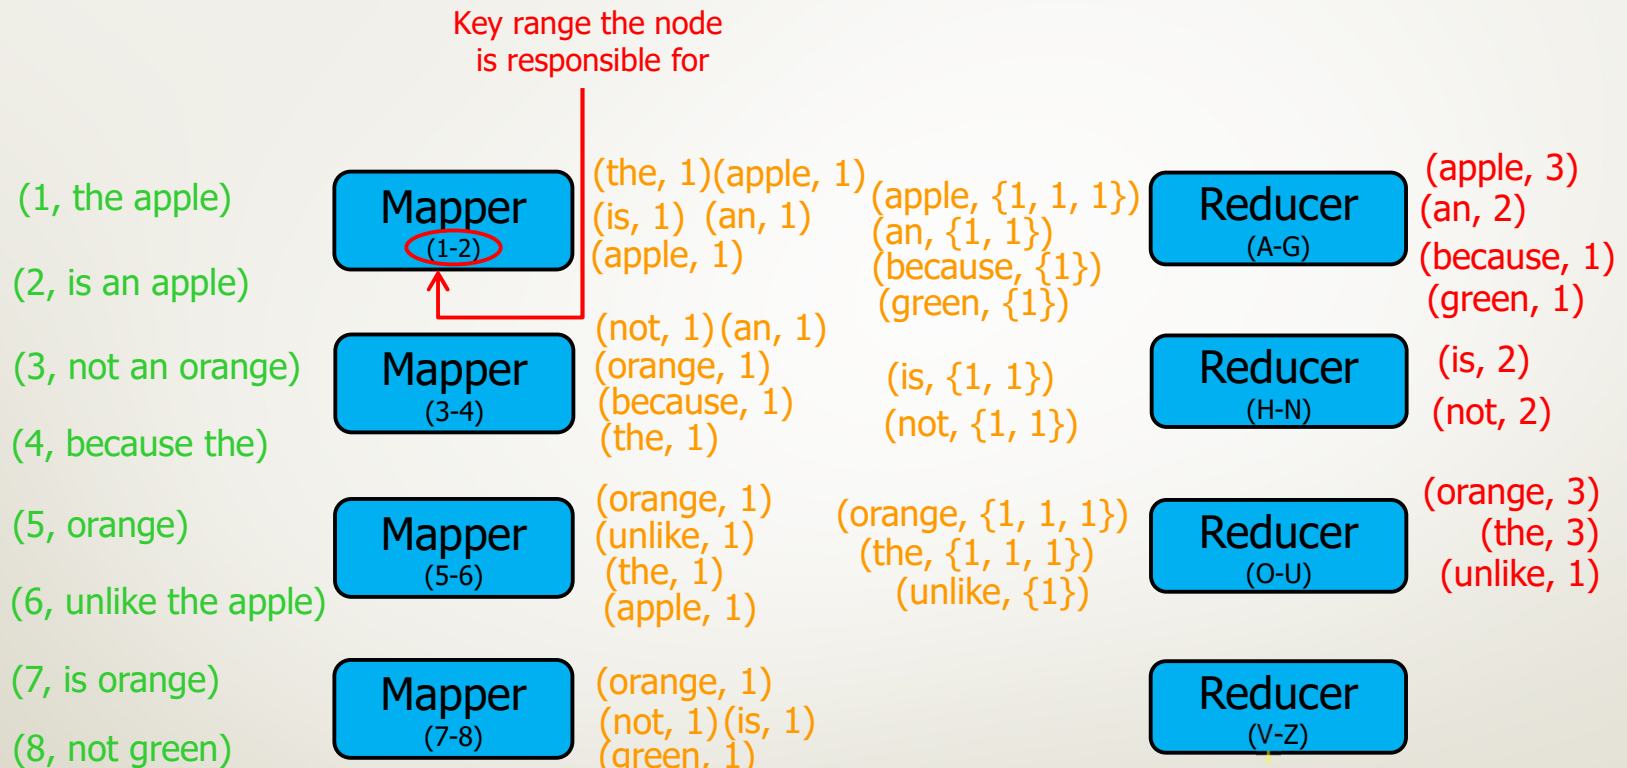 Key range the node
is responsible for
(1, the apple)
(2, is an apple)
(3, not an orange)
(4, because the)
(5, orange)
(6, unlike the apple)
(7, is orange)
(8, not green)
Mapper
(1-2)
Mapper
(3-4)
Mapper
(5-6)
Mapper
(7-8)
(the, 1) (apple, 1)
(is, 1) (an, 1)
(apple, 1)
(not, 1) (an, 1)
(orange, 1)
(because, 1)
(the, 1)
(orange, 1)
(unlike, 1)
(the, 1)
(apple, 1)
(orange, 1)
(not, 1) (is, 1)
(green, 1)
(apple, {1, 1, 1})
(an, {1, 1})
(because, {1})
(green, {1})
(is, {1, 1})
(not, {1, 1})
(orange, {1, 1, 1})
(the, {1, 1, 1})
(unlike, {1})
Reducer
(A-G)
Reducer
(H-N)
Reducer
(O-U)
Reducer
(V-Z)
(apple, 3)
(an, 2)
(because, 1)
(green, 1)
(is, 2)
(not, 2)
(orange, 3)
(the, 3)
(unlike, 1)